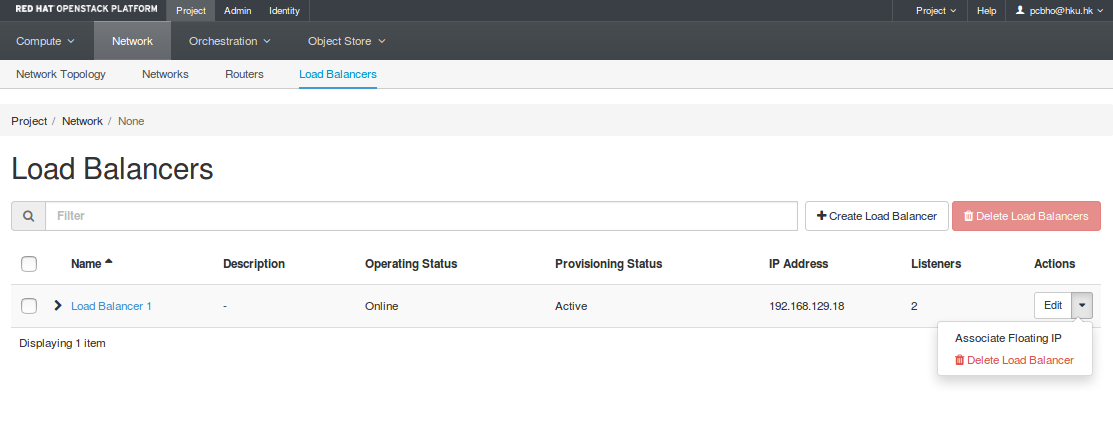 RED HAT OPENSTACK PLATFORM Project Admin Identity Project Help pcbho@hku.hk
Compute Network Orchestration Object Store
Network Topology Networks Routers Load Balancers
Project / Network / None
Load Balancers
Filter Create Load Balancer Delete Load Balancers
Name Description Operating Status Provisioning Status IP Address Listeners Actions
Load Balancer 1 - Online Active 192.168.129.18 2 Edit
Associate Floating IP
Displaying 1 item
Delete Load Balancer